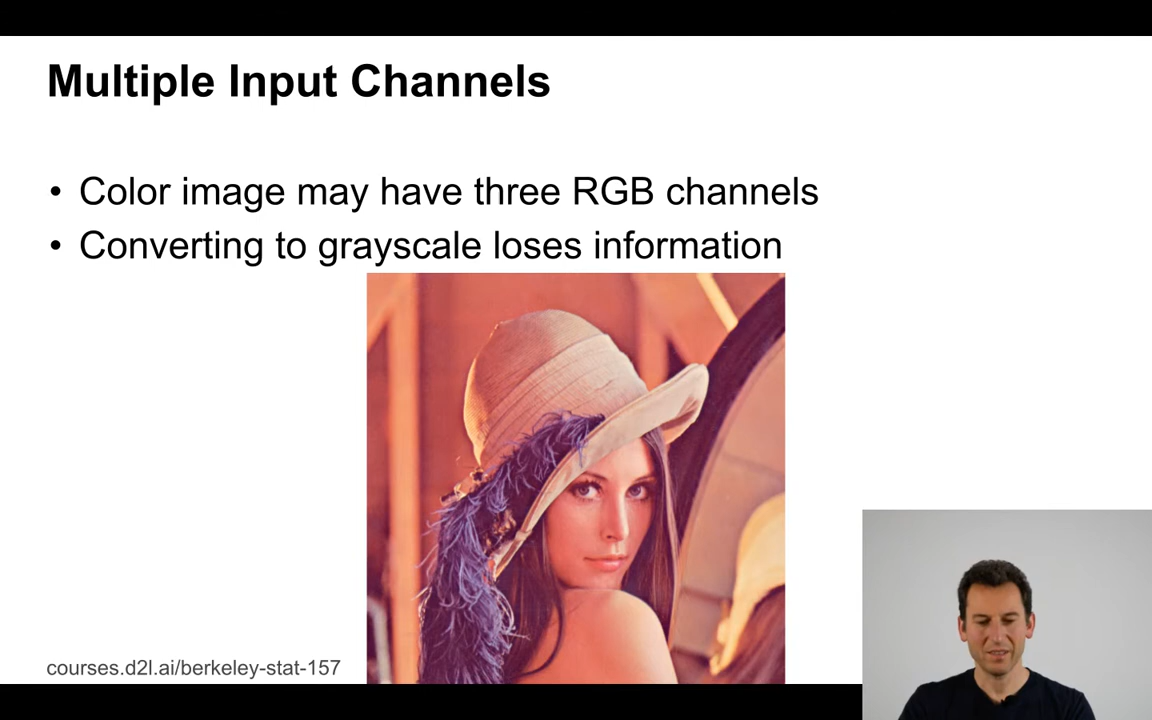 Multiple Input Channels
• Color image may have three RGB channels
• Converting to grayscale loses information
courses.d2l.ai/berkeley-stat-157